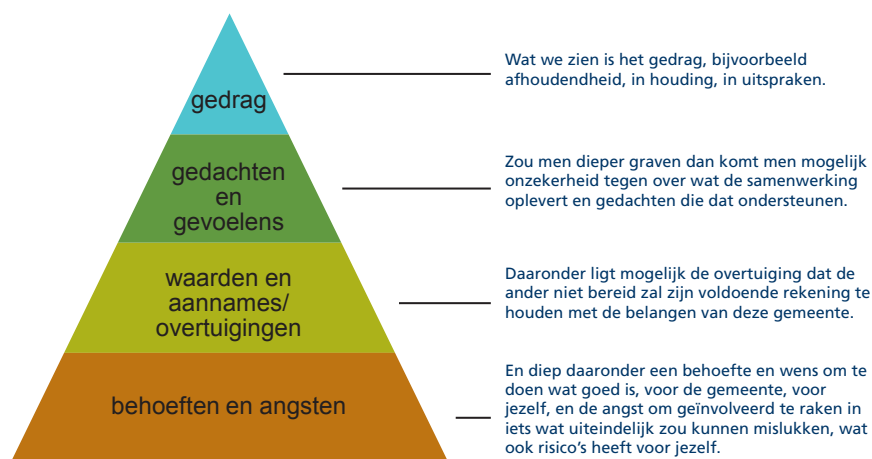 gedrag
Wat we zien is het gedrag, bijvoorbeeld
afhoudendheid, in houding, in uitspraken.
gedachten
en
gevoelens
Zou men dieper graven dan komt men mogelijk
onzekerheid tegen over wat de samenwerking
oplevert en gedachten die dat ondersteunen.
waarden en
aannames/
overtuigingen
Daaronder ligt mogelijk de overtuiging dat de
ander niet bereid zal zijn voldoende rekening te
houden met de belangen van deze gemeente.
behoeften en angsten
En diep daaronder een behoefte en wens om te
doen wat goed is, voor de gemeente, voor
jezelf, en de angst om geïnvolveerd te raken in
iets wat uiteindelijk zou kunnen mislukken, wat
ook risico's heeft voor jezelf.